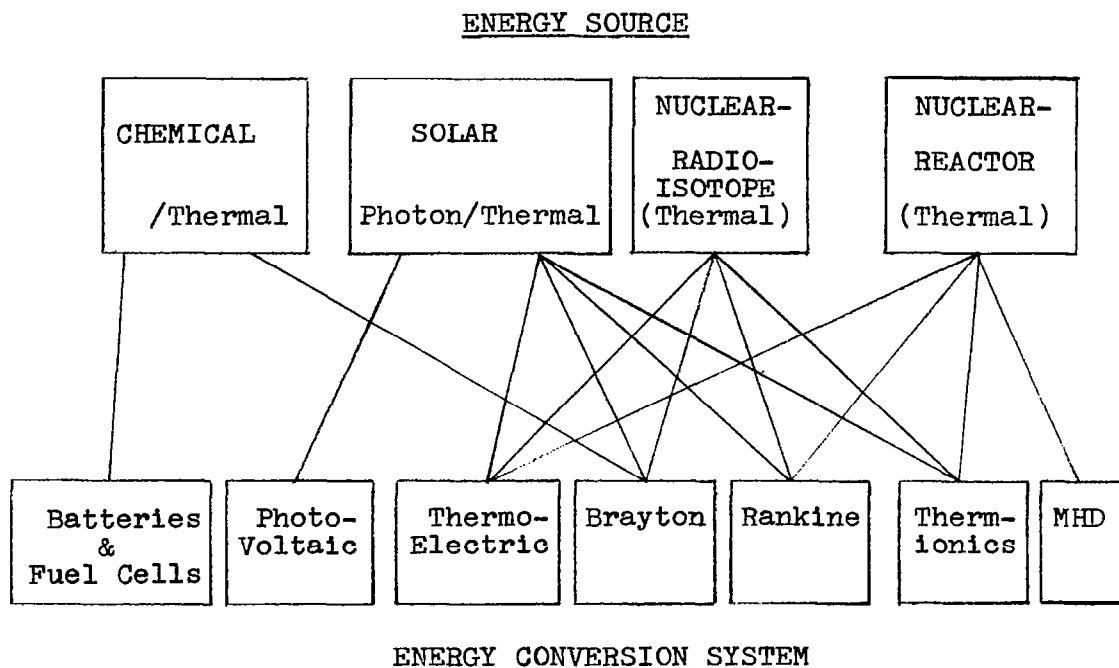 ENERGY SOURCE
CHEMICAL
/Thermal
SOLAR
Photon/Thermal
NUCLEAR-
RADIO-
ISOTOPE
(Thermal)
NUCLEAR-
REACTOR
(Thermal)
Batteries
&
Fuel Cells
Photo-
Voltaic
Thermo-
Electric
Brayton
Rankine
Therm-
ionics
MHD
ENERGY CONVERSION SYSTEM